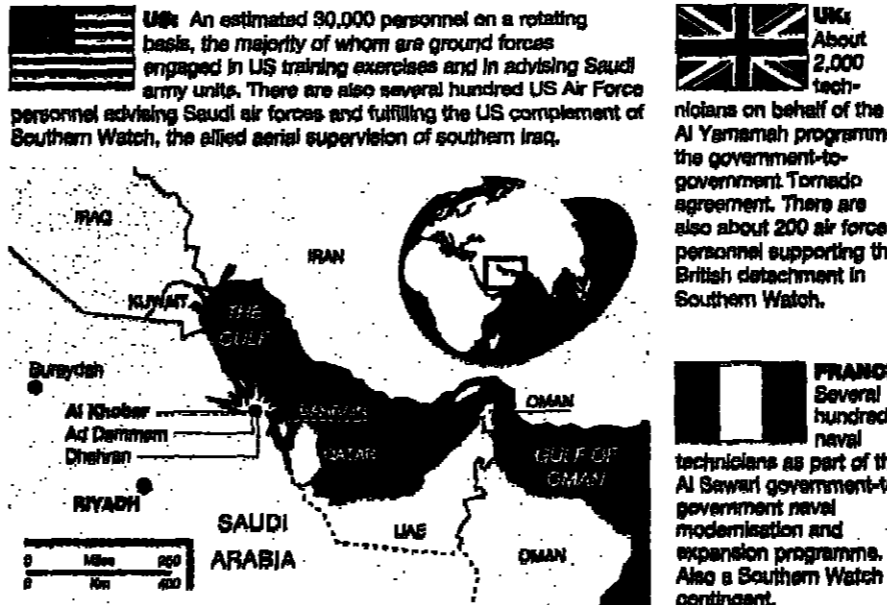 US: An estimated 30,000 personnel on a rotating
basis, the majority of whom are ground forces
engaged in US training exercises and in advising Saudi
army units. There are also several hundred US Air Force
personnel advising Saudi air forces and fulfilling the US complement of
Southern Watch, the allied aerial supervision of southern Iraq.
UK:
About
2,000
tech-
nicians on behalf of the
Al Yamamah programm
the government-to-
government Tornado
agreement. There are
also about 200 air force
personnel supporting th
British detachment in
Southern Watch.
IRAQ
IRAN
KUWAIT
THE
GULF
Buraydah
Al Khobar
Ad Dammam
Dhahran
BAHRAIN
QATAR
OMAN
GULF OF
OMAN
RIYADH
SAUDI
ARABIA
UAE
OMAN
0 Miles 250
0 Km 400
FRANC
Several
hundred
naval
technicians as part of th
Al Sawari government-t
government naval
modernisation and
expansion programme.
Also a Southern Watch
contingent.